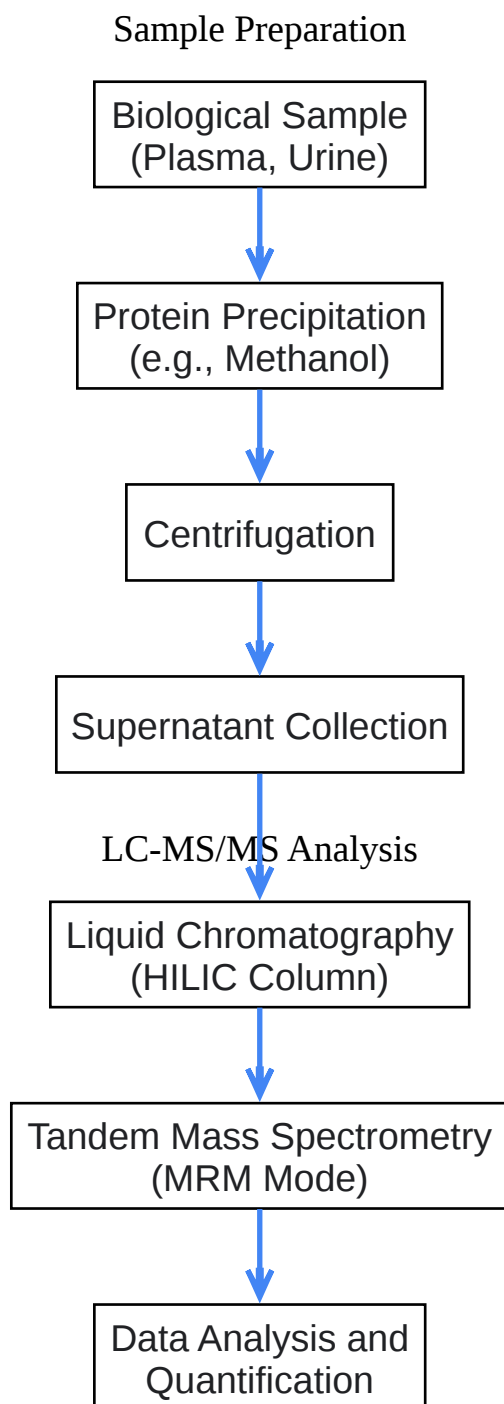 Sample Preparation
Biological Sample
(Plasma, Urine)
Protein Precipitation
(e.g., Methanol)
Centrifugation
Supernatant Collection
LC-MS/MS Analysis
Liquid Chromatography
(HILIC Column)
Tandem Mass Spectrometry
(MRM Mode)
Data Analysis and
Quantification